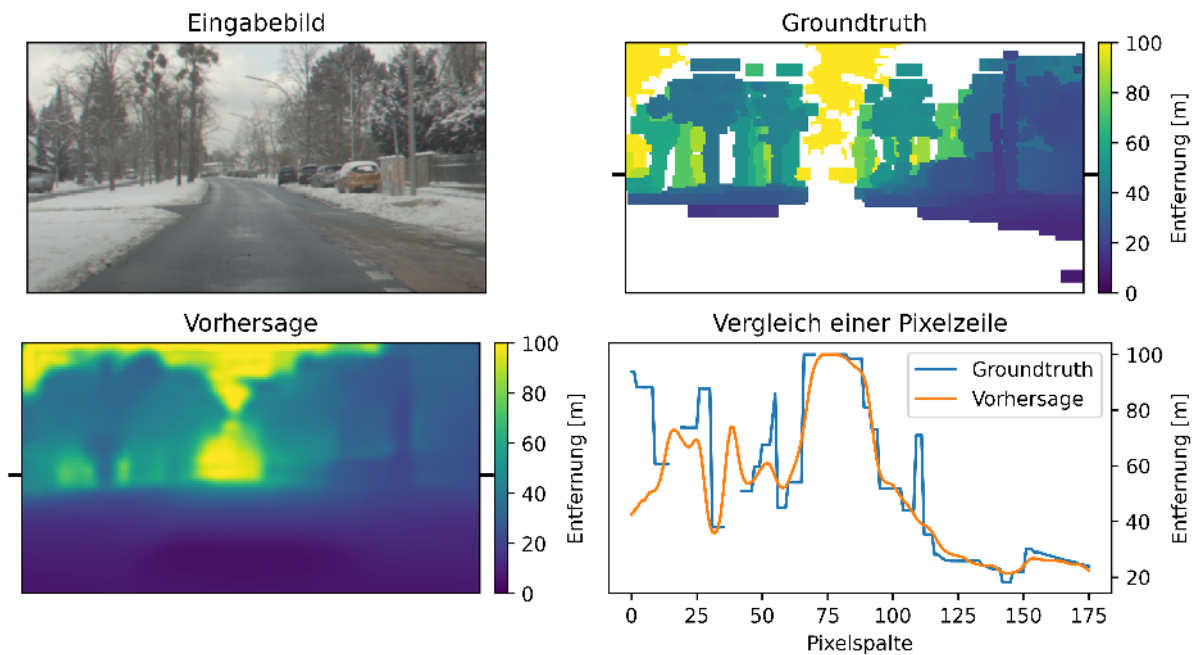 Eingabebild
Groundtruth
100
80
60
40
20
0
Entfernung [m]
Vorhersage
100
80
60
40
20
0
Entfernung [m]
Vergleich einer Pixelzeile
Groundtruth
Vorhersage
100
80
60
40
20
Entfernung [m]
0 25 50 75 100 125 150 175
Pixelspalte